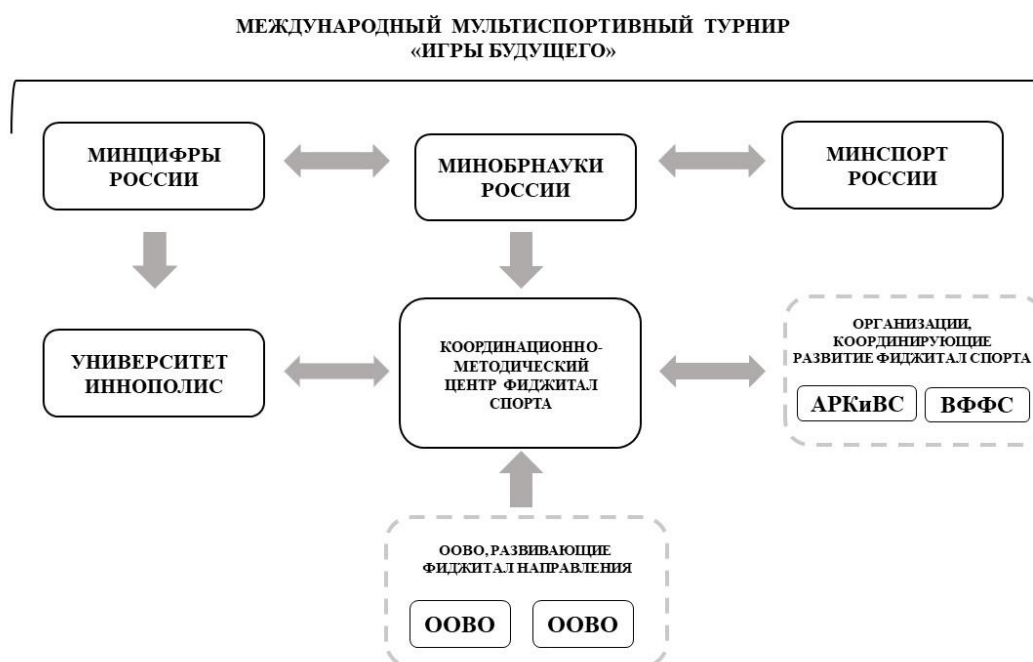 МЕЖДУНАРОДНЫЙ МУЛЬТИСПОРТИВНЫЙ ТУРНИР
«ИГРЫ БУДУЩЕГО»
МИНЦИФРЫ
РОССИИ
МИНОБРНАУКИ
РОССИИ
МИНСПОРТ
РОССИИ
УНИВЕРСИТЕТ
ИННОПОЛИС
КООРДИНАЦИОННО-
МЕТОДИЧЕСКИЙ
ЦЕНТР ФИДЖИТАЛ
СПОРТА
ОРГАНИЗАЦИИ,
КООРДИНИРУЮЩИЕ
РАЗВИТИЕ ФИДЖИТАЛ СПОРТА
АРКиВС
ВФФС
ООВО, РАЗВИВАЮЩИЕ
ФИДЖИТАЛ НАПРАВЛЕНИЯ
ООВО
ООВО